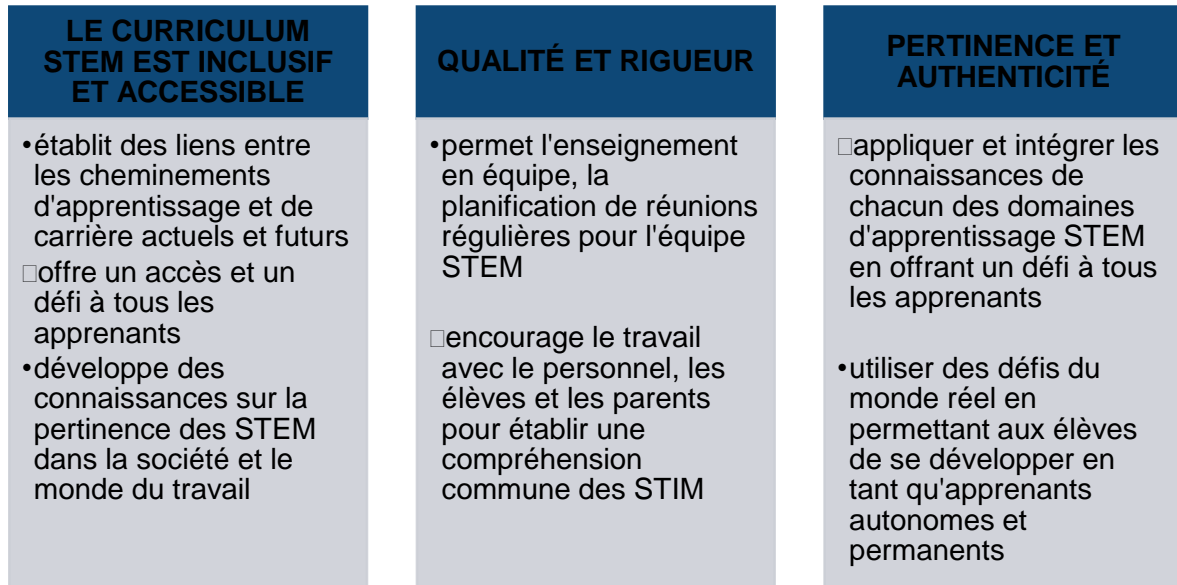 LE CURRICULUM
STEM EST INCLUSIF
ET ACCESSIBLE
•établit des liens entre
les cheminements
d'apprentissage et de
carrière actuels et futurs
□offre un accès et un
défi à tous les
apprenants
•développe des
connaissances sur la
pertinence des STEM
dans la société et le
monde du travail
QUALITÉ ET RIGUEUR
•permet l'enseignement
en équipe, la
planification de réunions
régulières pour l'équipe
STEM
□encourage le travail
avec le personnel, les
élèves et les parents
pour établir une
compréhension
commune des STIM
PERTINENCE ET
AUTHENTICITÉ
□appliquer et intégrer les
connaissances de
chacun des domaines
d'apprentissage STEM
en offrant un défi à tous
les apprenants
•utiliser des défis du
monde réel en
permettant aux élèves
de se développer en
tant qu'apprenants
autonomes et
permanents